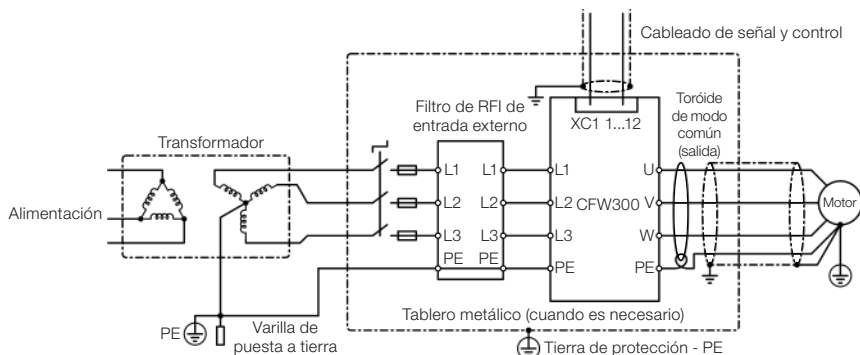 Cableado de señal y control
Filtro de RFI de
entrada externo
XC1 1...12
Toróide
de modo
común
(salida)
Transformador
L1 L1 L1 U
Alimentación
L2 L2 L2 CFW300 V
Motor
L3 L3 L3 W
PE PE PE PE
PE
Varilla de
puesta a tierra
Tablero metálico (cuando es necesario)
Tierra de protección - PE